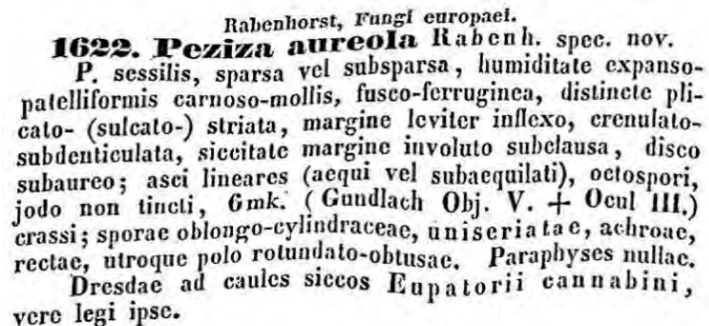 Rabenhorst, Fungi europaei.
1622. Peziza aureola Rabenh. spec. nov.
P. sessilis, sparsa vel subsparsa, humiditate expanso-
patelliformis carnoso-mollis, fusco-ferruginea, distincte pli-
cato- (sulcato-) striata, margine leviter inflexo, crenulato-
subdenticulata, siccitate margine involuto subclausa, disco
subaureo; asci lineares (aequi vel subaequilati), octospori,
jodo non tincti, 6mk. (Gundlach Obj. V. + Ocul III.)
crassi; sporae oblongo-cylindraceae, uniseriatae, achroae,
rectae, utroque polo rotundato-obtusae. Paraphyses nullae.
Dresdae ad caules siccos Eupatorii cannabini,
vere legi ipse.